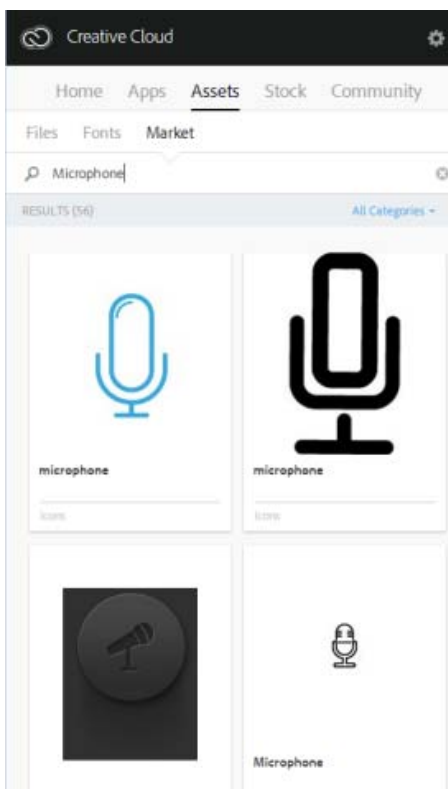 Creative Cloud
Home Apps Assets Stock Community
Files Fonts Market
Microphone
RESULTS (56) All Categories
microphone microphone
Icons Icons
Microphone